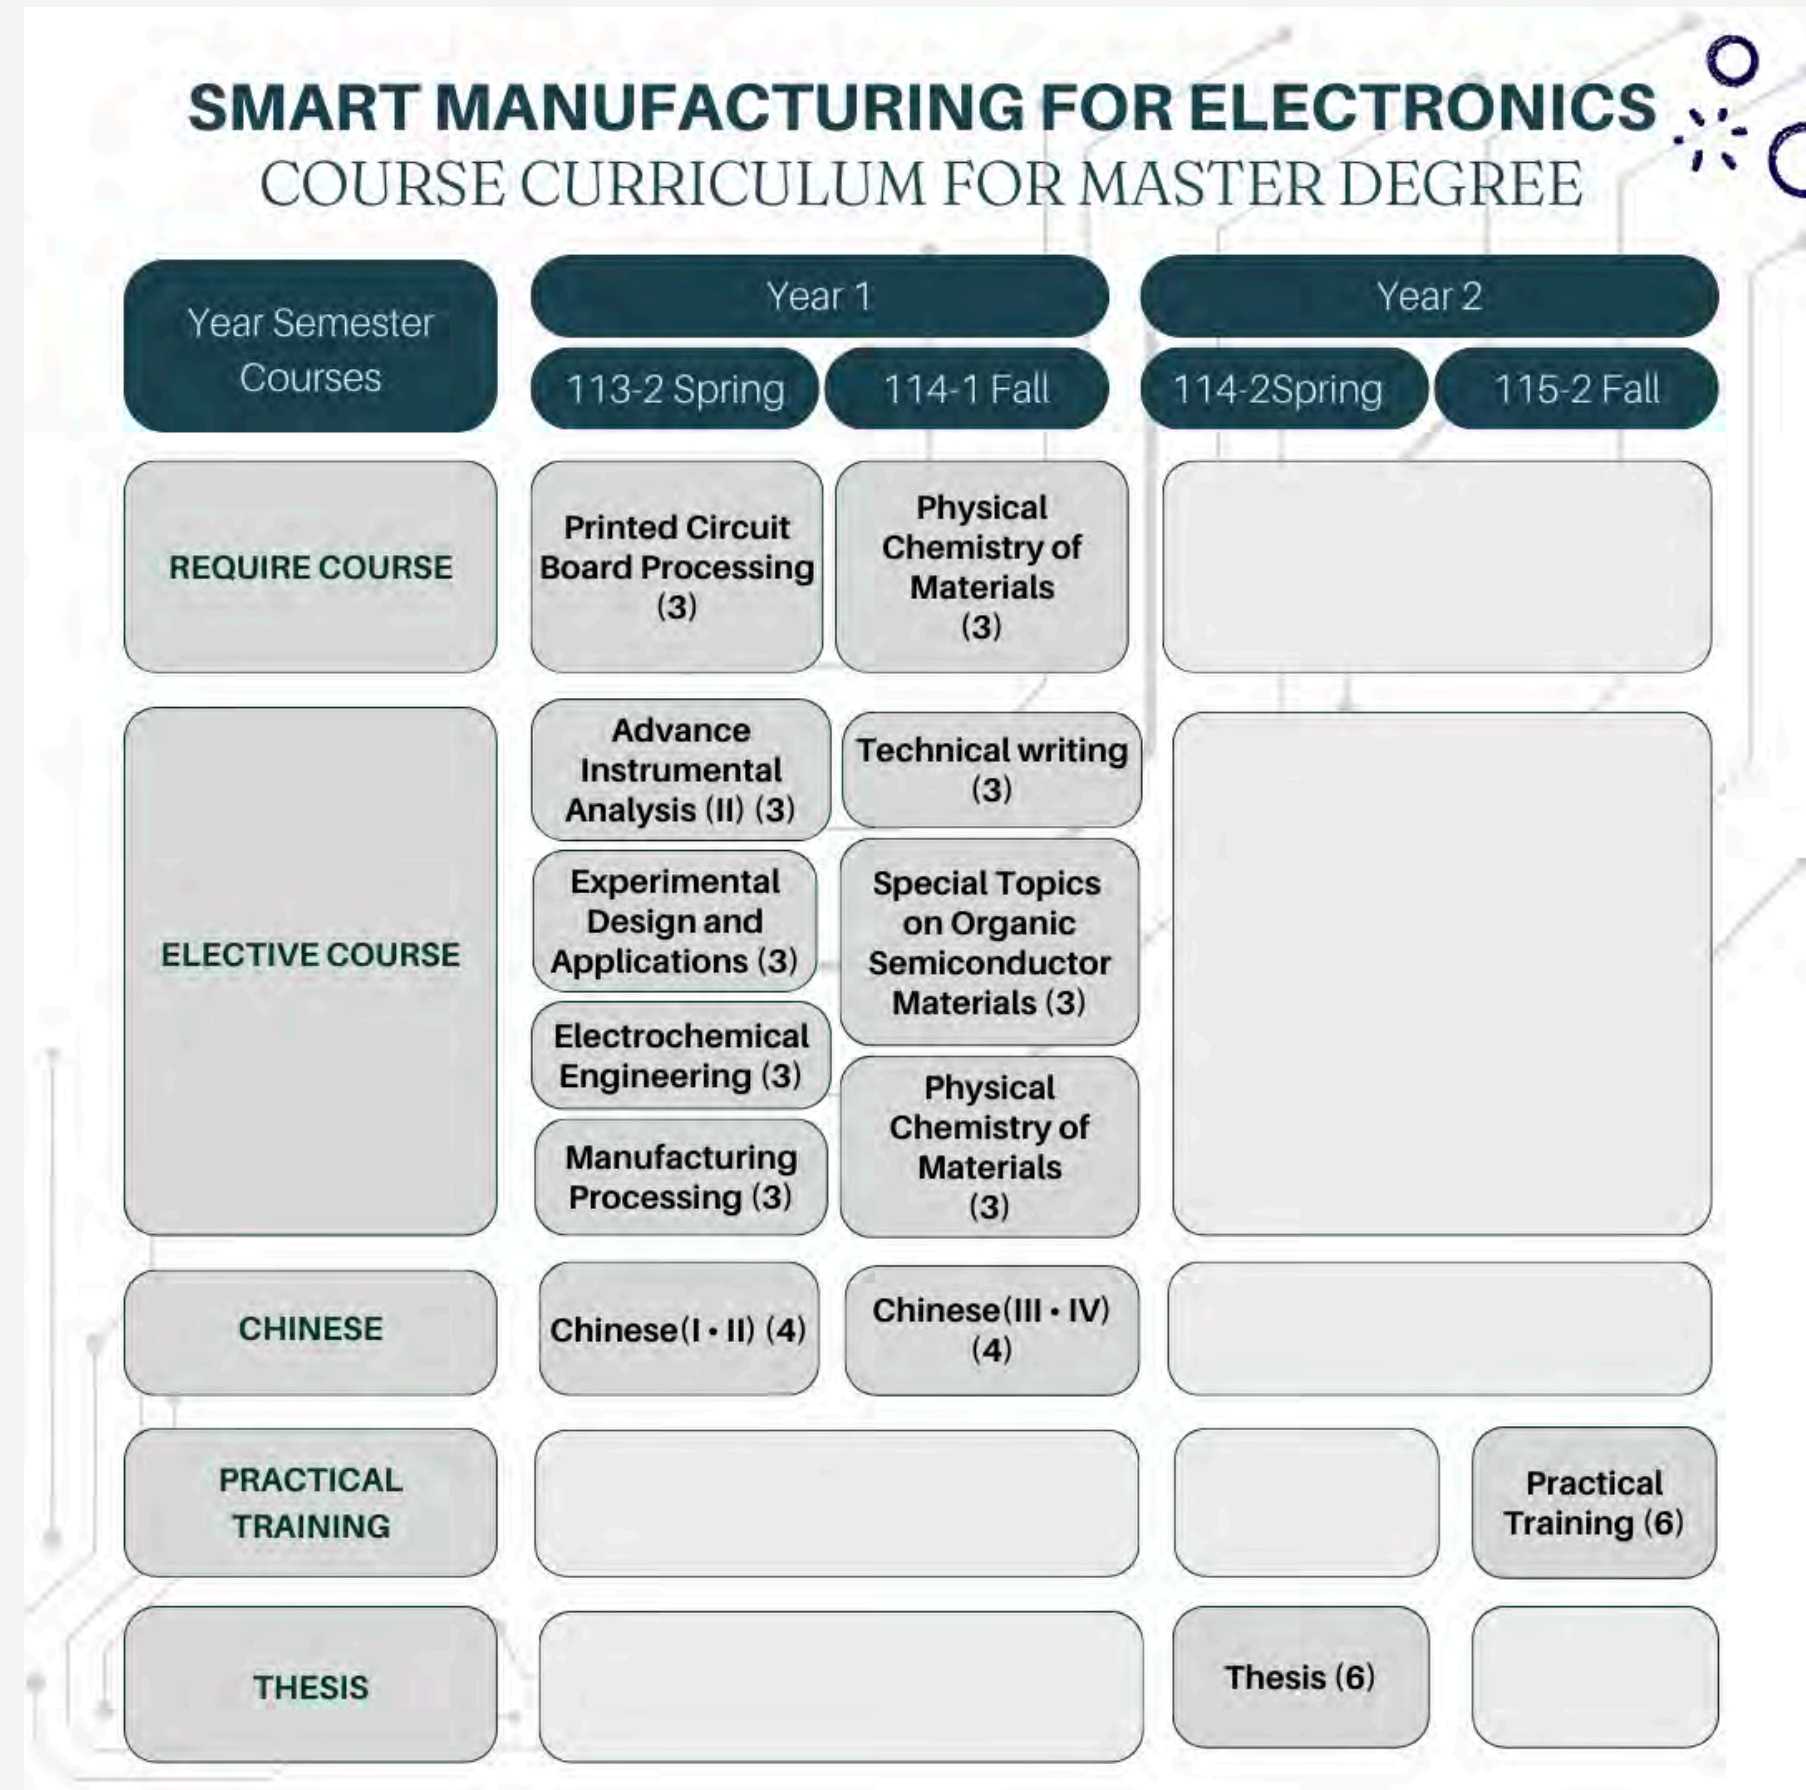 SMART MANUFACTURING FOR ELECTRONICS
COURSE CURRICULUM FOR MASTER DEGREE
Year Semester
Courses
Year 1
Year 2
113-2 Spring
114-1 Fall
114-2Spring
115-2 Fall
REQUIRE COURSE
Printed Circuit
Board Processing
(3)
Physical
Chemistry of
Materials
(3)
ELECTIVE COURSE
Advance
Instrumental
Analysis (II) (3)
Experimental
Design and
Applications (3)
Electrochemical
Engineering (3)
Manufacturing
Processing (3)
Technical writing
(3)
Special Topics
on Organic
Semiconductor
Materials (3)
Physical
Chemistry of
Materials
(3)
CHINESE
Chinese(I • II) (4)
Chinese(III • IV)
(4)
PRACTICAL
TRAINING
Practical
Training (6)
THESIS
Thesis (6)